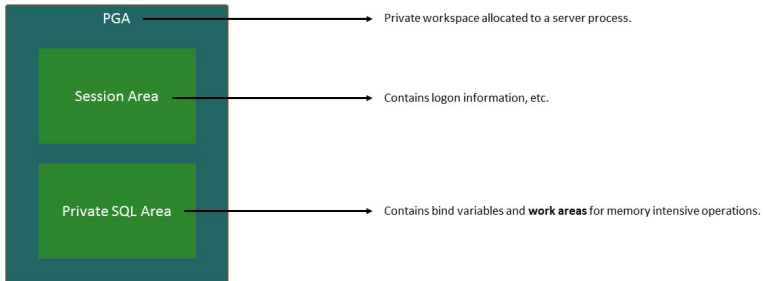 PGA
Private workspace allocated to a server process.
Session Area
Contains logon information, etc.
Private SQL Area
Contains bind variables and work areas for memory intensive operations.